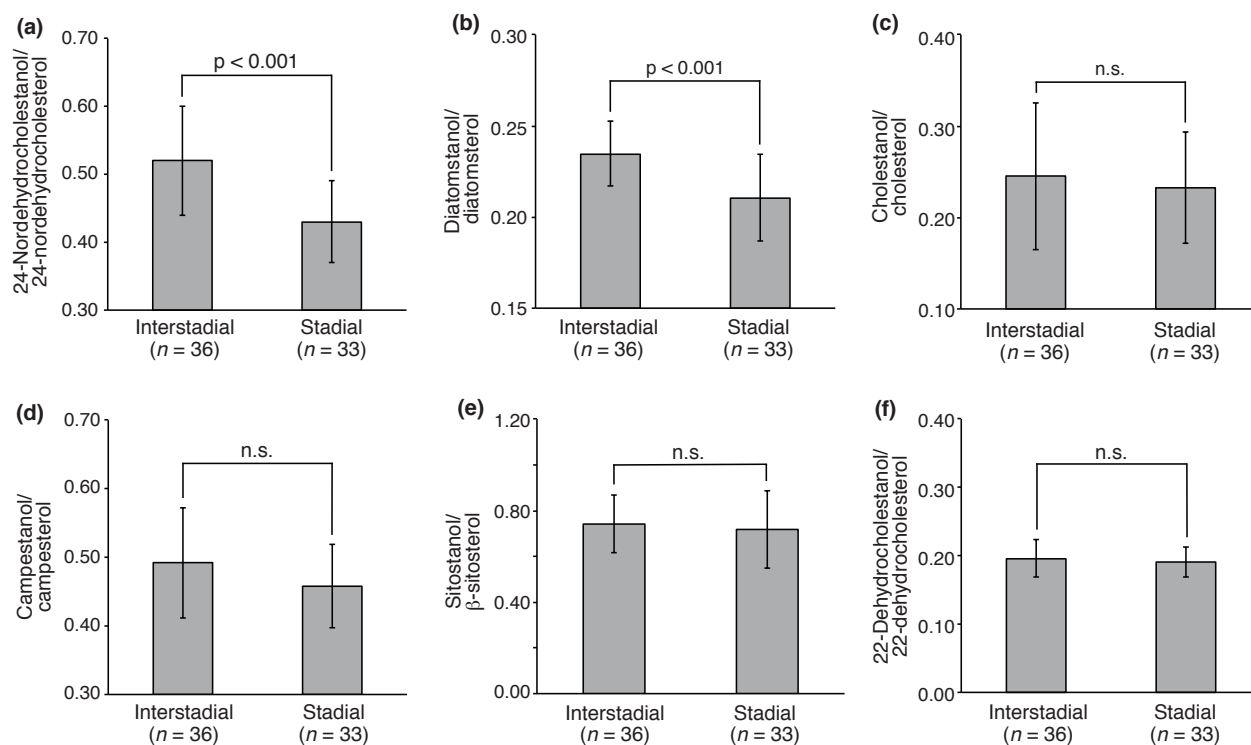 (a)
24-Nordehydrocholestanol/
24-nordehydrocholesterol
0.70
0.60
0.50
0.40
0.30
p < 0.001
Interstadial
(n = 36)
Stadial
(n = 33)
(b)
Diatomstanol/
diatomsterol
0.30
0.25
0.20
0.15
p < 0.001
Interstadial
(n = 36)
Stadial
(n = 33)
(c)
Cholestanol/
cholesterol
0.40
0.30
0.20
0.10
n.s.
Interstadial
(n = 36)
Stadial
(n = 33)
(d)
Campestanol/
campesterol
0.70
0.60
0.50
0.40
0.30
n.s.
Interstadial
(n = 36)
Stadial
(n = 33)
(e)
Sitostanol/
β-sitosterol
1.20
0.80
0.40
0.00
n.s.
Interstadial
(n = 36)
Stadial
(n = 33)
(f)
22-Dehydrocholestanol/
22-dehydrocholesterol
0.40
0.30
0.20
0.10
0.00
n.s.
Interstadial
(n = 36)
Stadial
(n = 33)